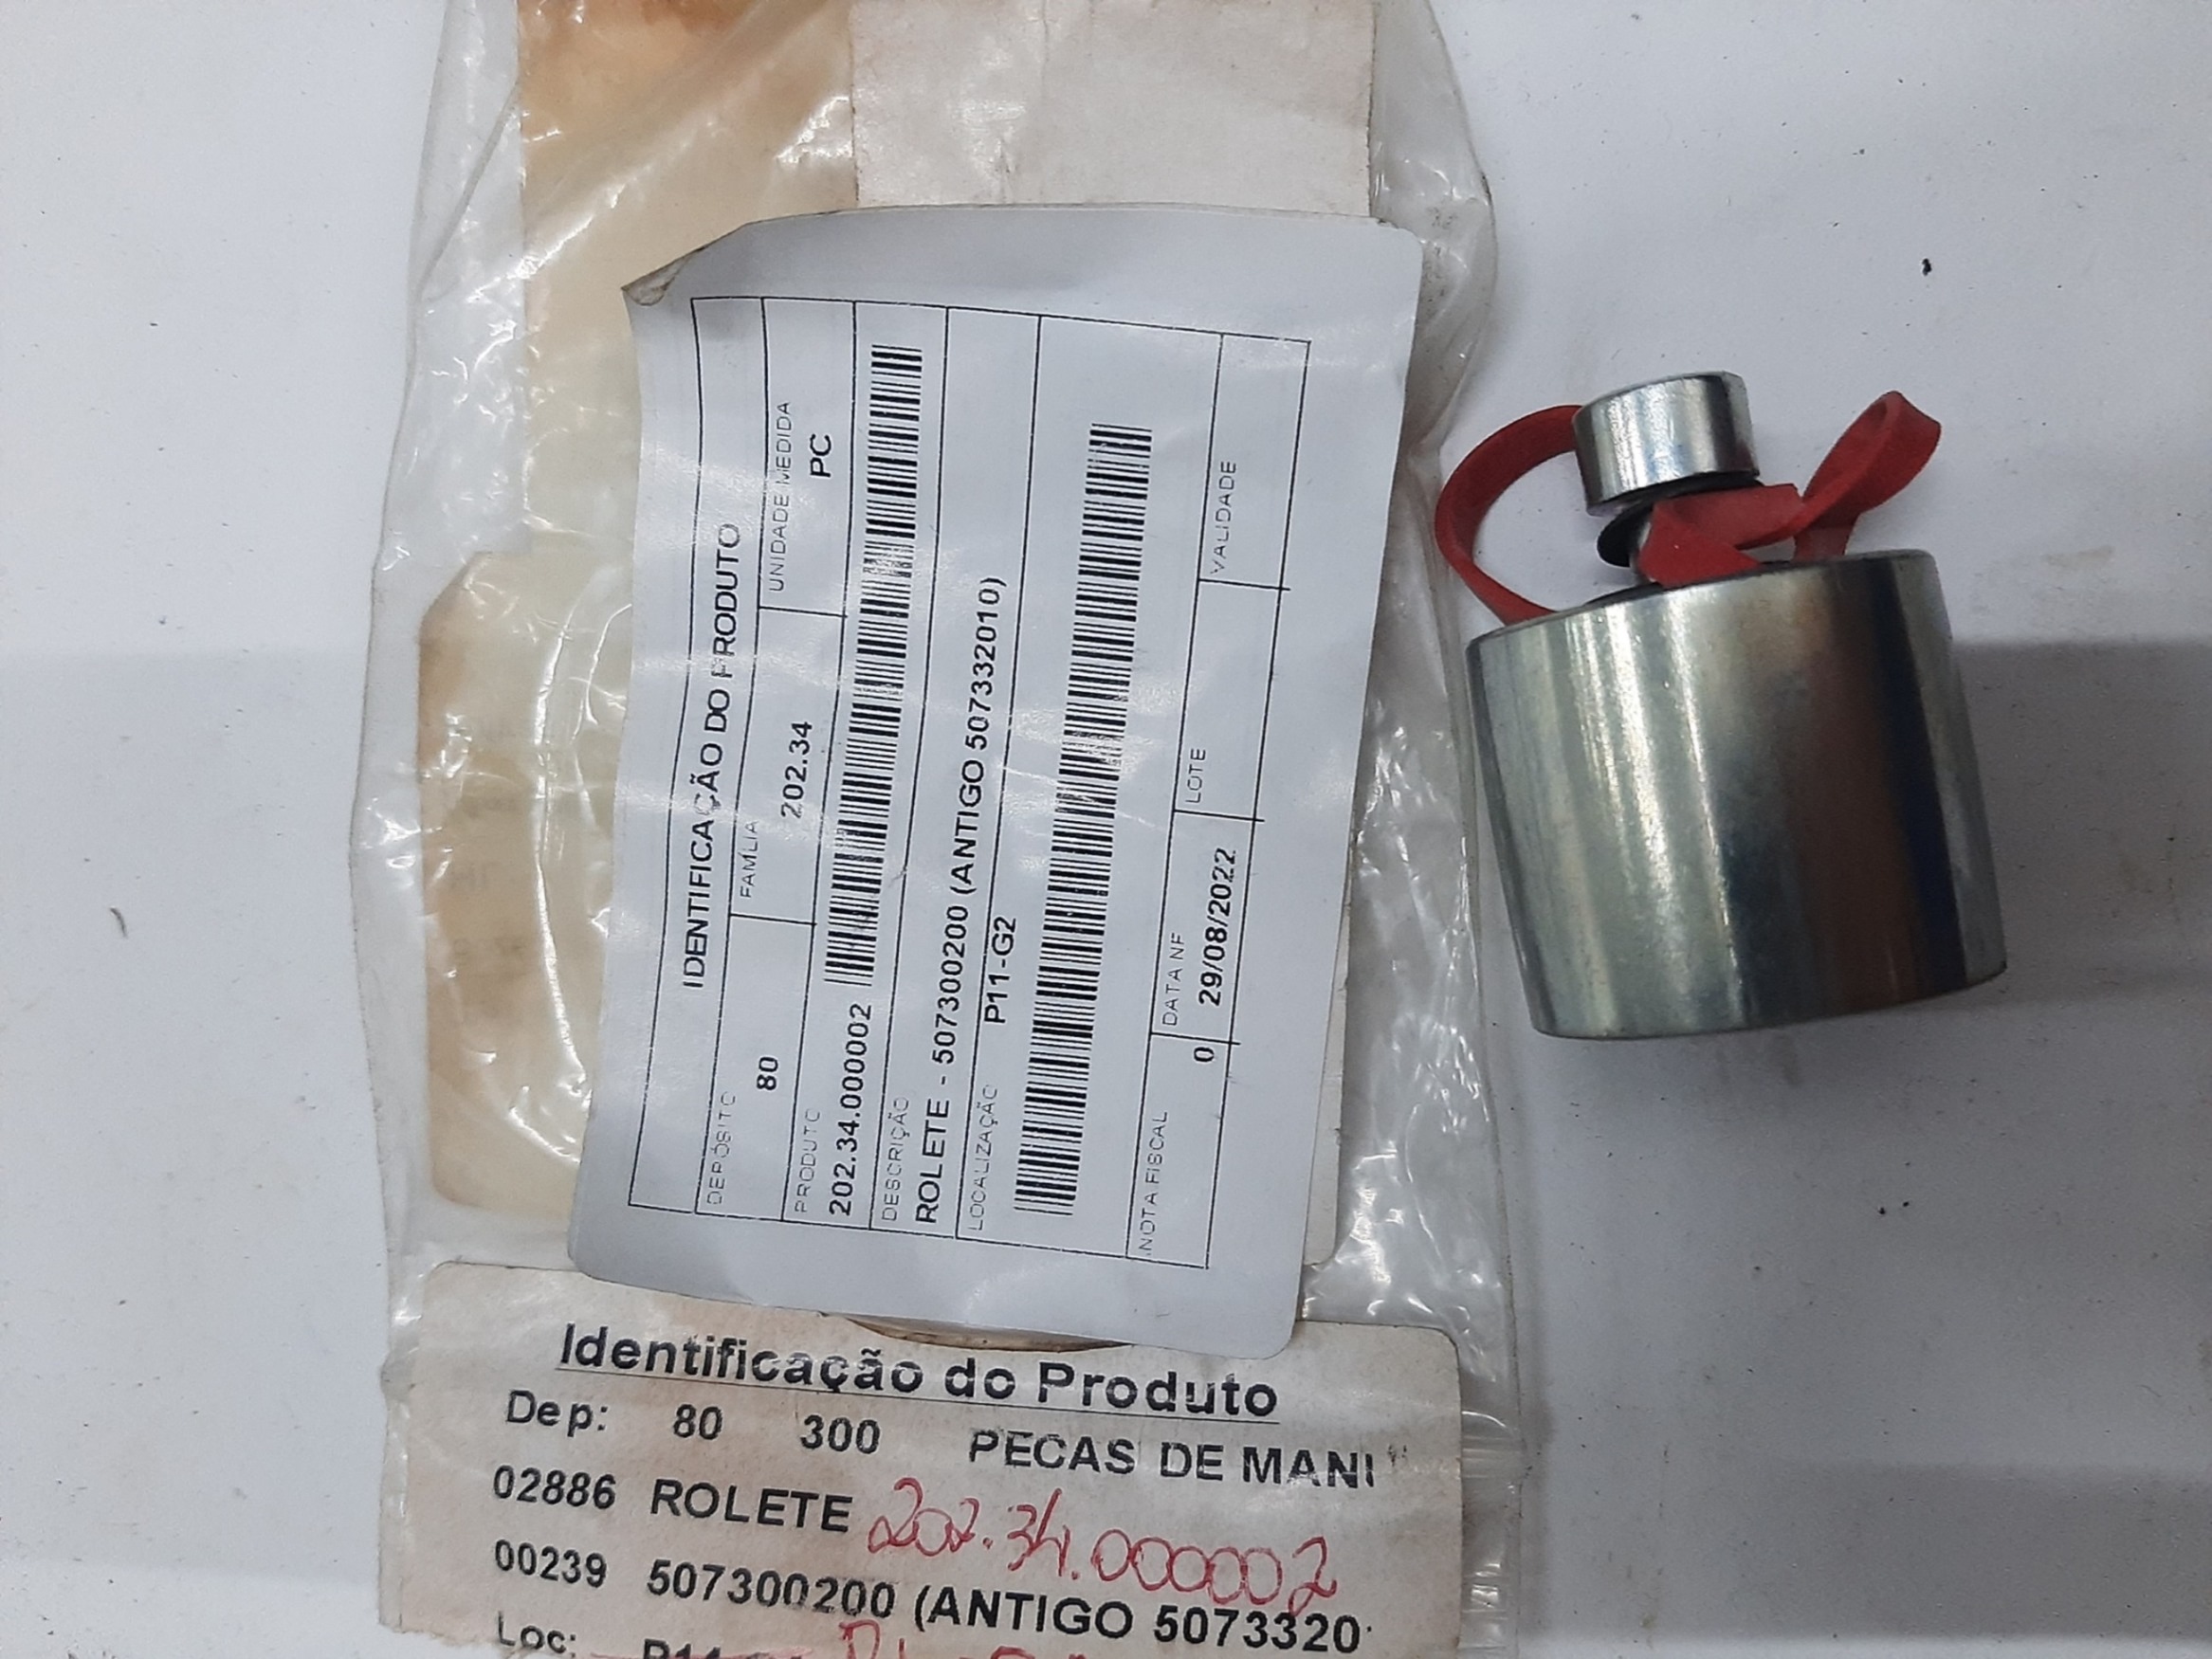 IDENTIFICAÇÃO DO PRODUTO
DEPÓSITO FAMÍLIA UNIDADE MEDIDA
80 202.34 PC
PRODUTO
202.34.000002
DESCRIÇÃO
ROLETE - 507300200 (ANTIGO 507332010)
LOCALIZAÇÃO P11-G2
NOTA FISCAL DATA NF LOTE VALIDADE
0 29/08/2022
Identificação do Produto
Dep: 80 300 PECAS DE MANI
02886 ROLETE 202.34.000002
00239 507300200 (ANTIGO 5073320
Loc: